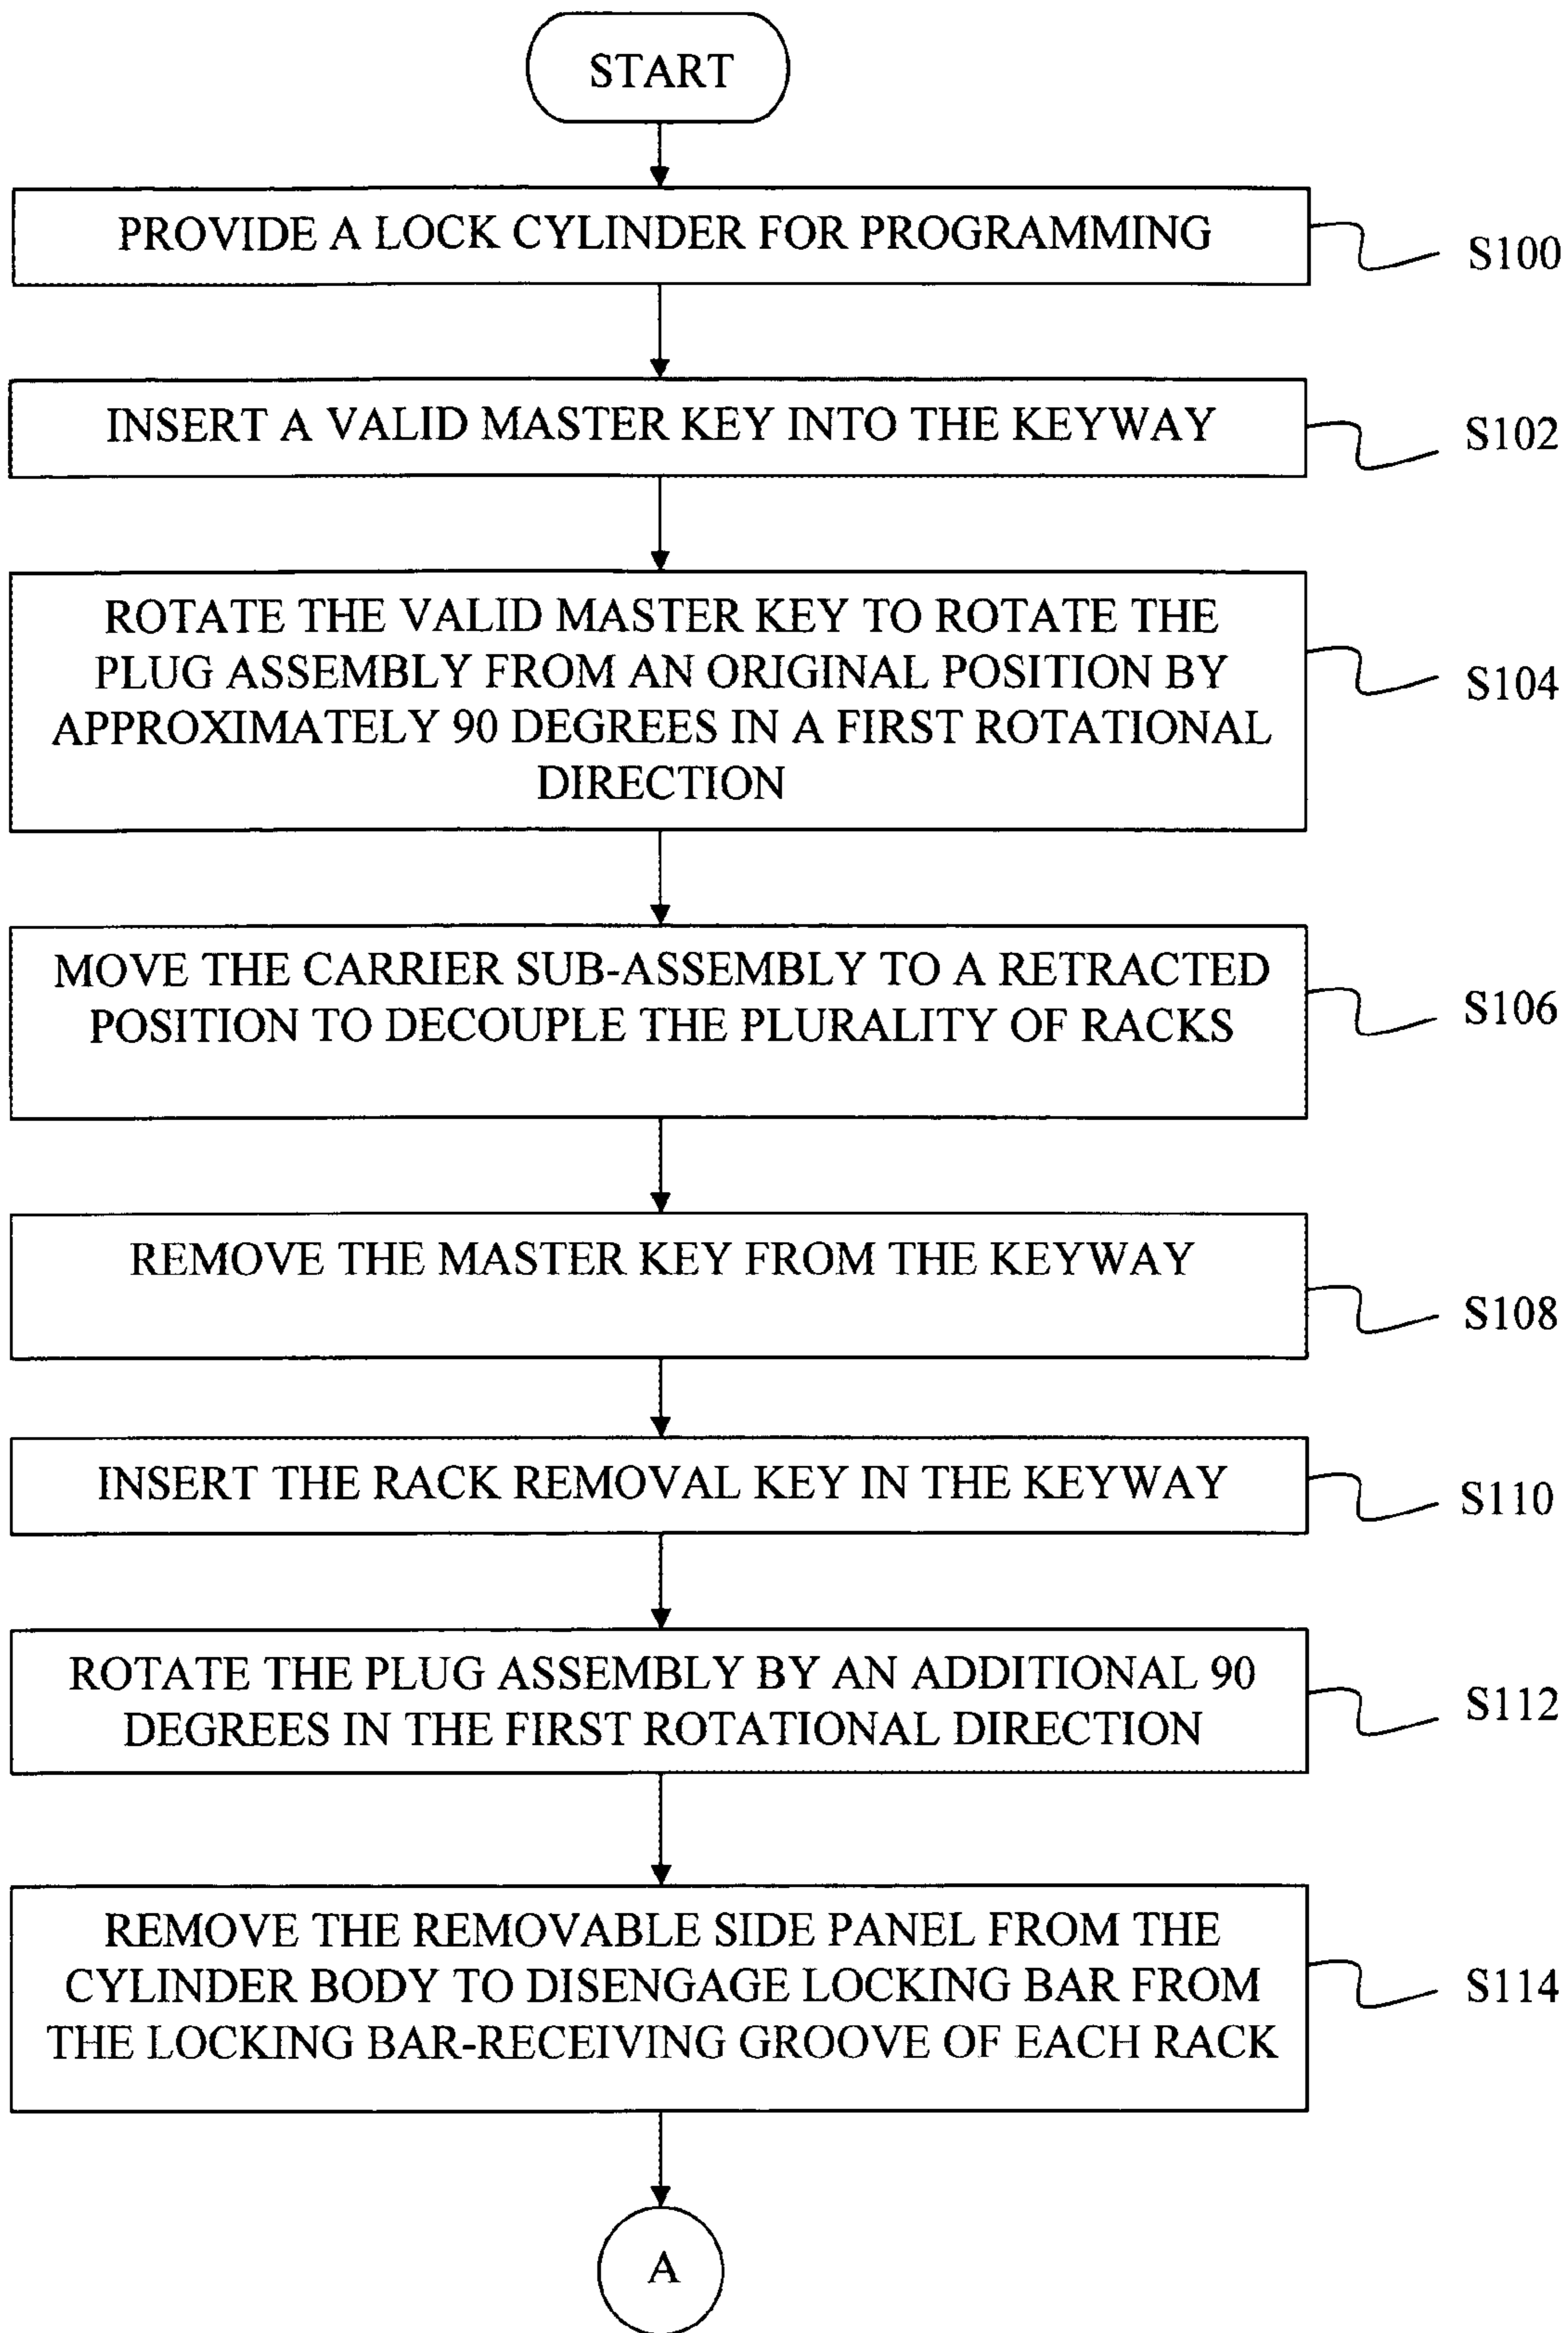 START
PROVIDE A LOCK CYLINDER FOR PROGRAMMING
S100
INSERT A VALID MASTER KEY INTO THE KEYWAY
S102
ROTATE THE VALID MASTER KEY TO ROTATE THE
PLUG ASSEMBLY FROM AN ORIGINAL POSITION BY
APPROXIMATELY 90 DEGREES IN A FIRST ROTATIONAL
DIRECTION
S104
MOVE THE CARRIER SUB-ASSEMBLY TO A RETRACTED
POSITION TO DECOUPLE THE PLURALITY OF RACKS
S106
REMOVE THE MASTER KEY FROM THE KEYWAY
S108
INSERT THE RACK REMOVAL KEY IN THE KEYWAY
S110
ROTATE THE PLUG ASSEMBLY BY AN ADDITIONAL 90
DEGREES IN THE FIRST ROTATIONAL DIRECTION
S112
REMOVE THE REMOVABLE SIDE PANEL FROM THE
CYLINDER BODY TO DISENGAGE LOCKING BAR FROM
THE LOCKING BAR-RECEIVING GROOVE OF EACH RACK
S114
A